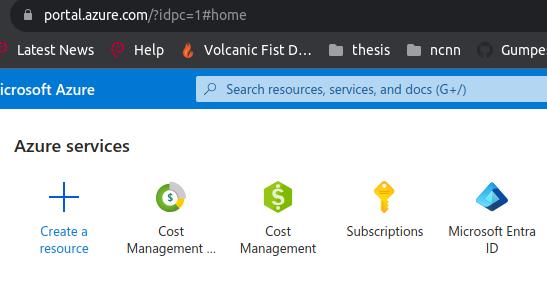 portal.azure.com/?idpc=1#home
Latest News Help Volcanic Fist D... thesis ncnn Gumpe
icrosoft Azure Search resources, services, and docs (G+/)
Azure services
Create a Cost Cost Subscriptions Microsoft Entra
resource Management ... Management ID